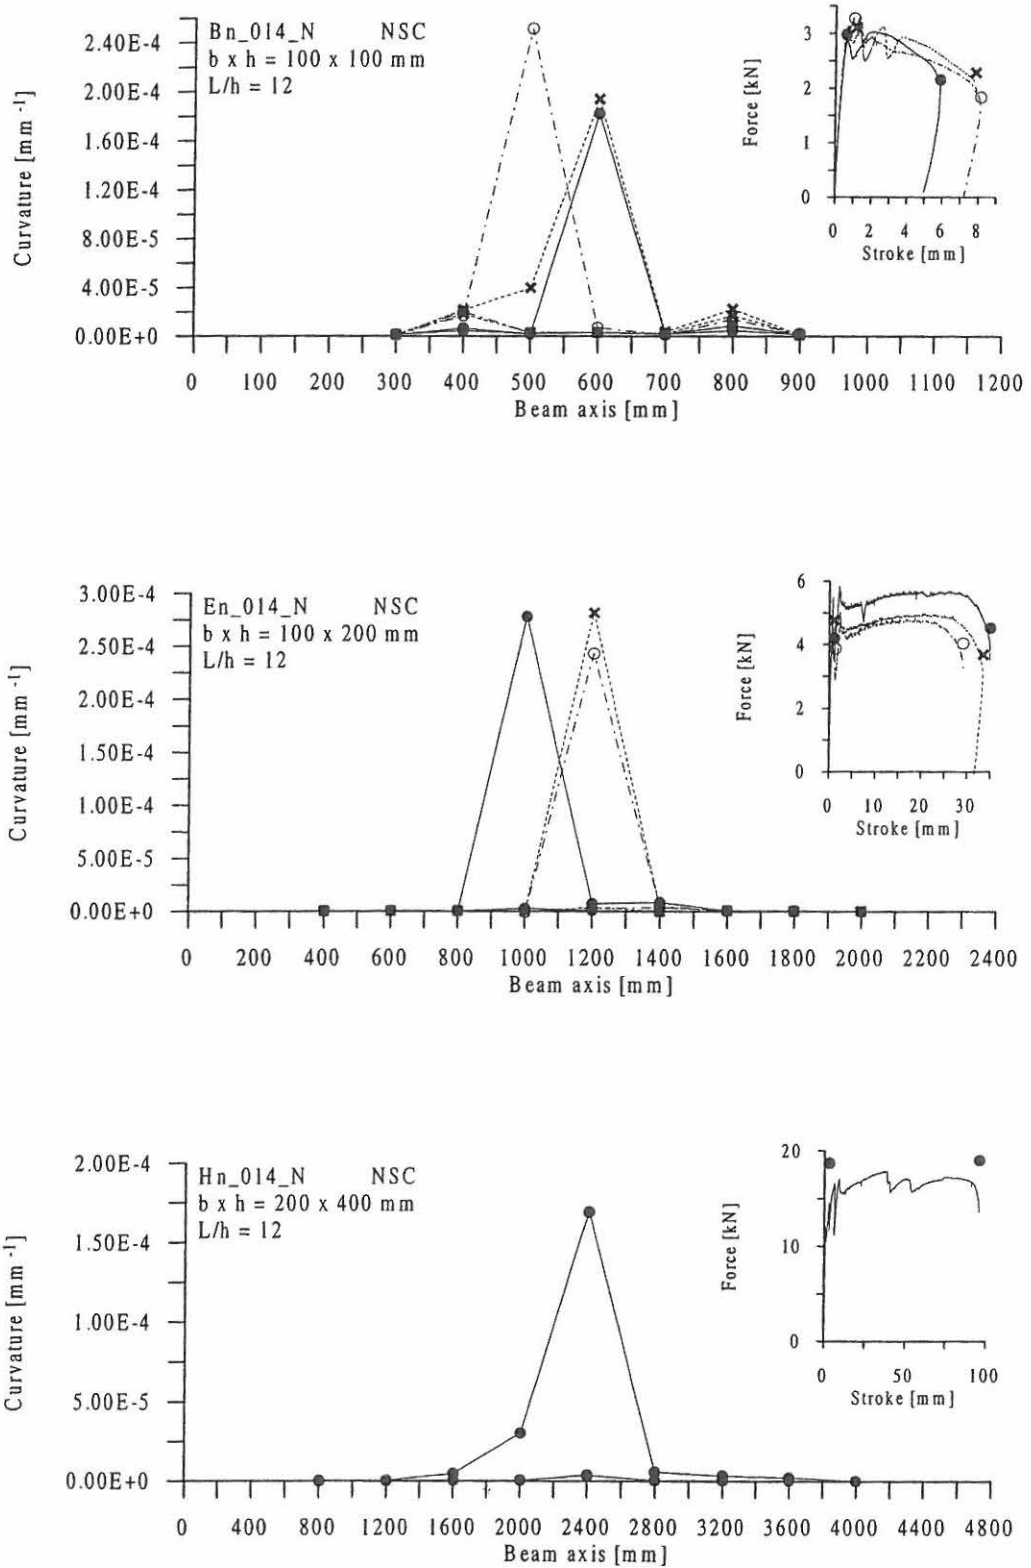 Bn_014_N NSC
b x h = 100 x 100 mm
L/h = 12
Curvature [mm⁻¹]
2.40E-4
2.00E-4
1.60E-4
1.20E-4
8.00E-5
4.00E-5
0.00E+0
0 100 200 300 400 500 600 700 800 900 1000 1100 1200
Beam axis [mm]
Force [kN]
3
2
1
0
0 2 4 6 8
Stroke [mm]
En_014_N NSC
b x h = 100 x 200 mm
L/h = 12
Curvature [mm⁻¹]
3.00E-4
2.50E-4
2.00E-4
1.50E-4
1.00E-4
5.00E-5
0.00E+0
0 200 400 600 800 1000 1200 1400 1600 1800 2000 2200 2400
Beam axis [mm]
Force [kN]
6
4
2
0
0 10 20 30
Stroke [mm]
Hn_014_N NSC
b x h = 200 x 400 mm
L/h = 12
Curvature [mm⁻¹]
2.00E-4
1.50E-4
1.00E-4
5.00E-5
0.00E+0
0 400 800 1200 1600 2000 2400 2800 3200 3600 4000 4400 4800
Beam axis [mm]
Force [kN]
20
10
0
0 50 100
Stroke [mm]